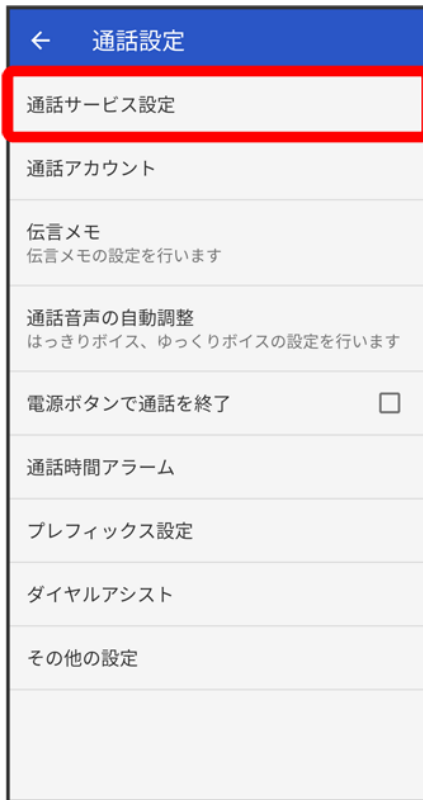 通話設定
通話サービス設定
通話アカウント
伝言メモ
伝言メモの設定を行います
通話音声の自動調整
はっきりボイス、ゆっくりボイスの設定を行います
電源ボタンで通話を終了
通話時間アラーム
プレフィックス設定
ダイヤルアシスト
その他の設定